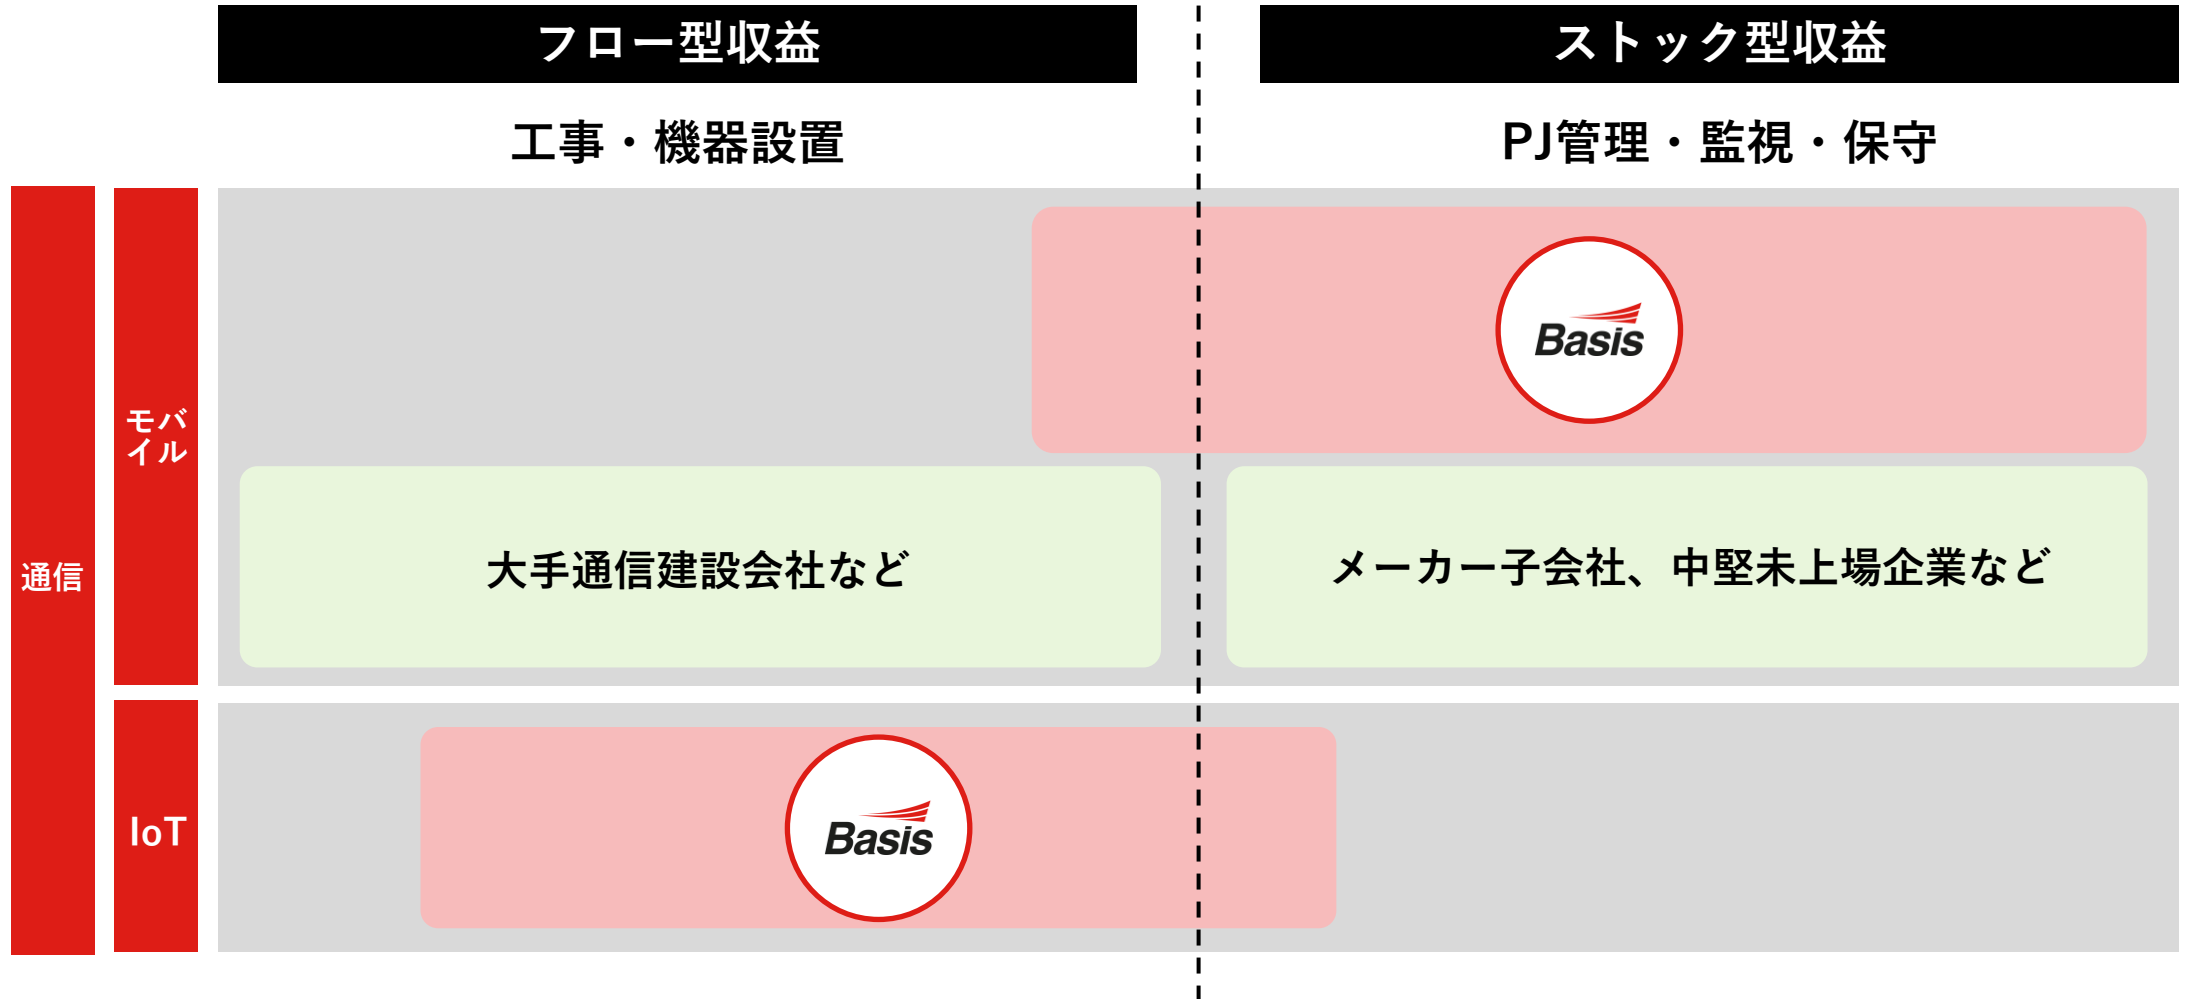 フロー型収益
ストック型収益
工事・機器設置
PJ管理・監視・保守
通信
モバ
イル
Basis
大手通信建設会社など
メーカー子会社、中堅未上場企業など
IoT
Basis